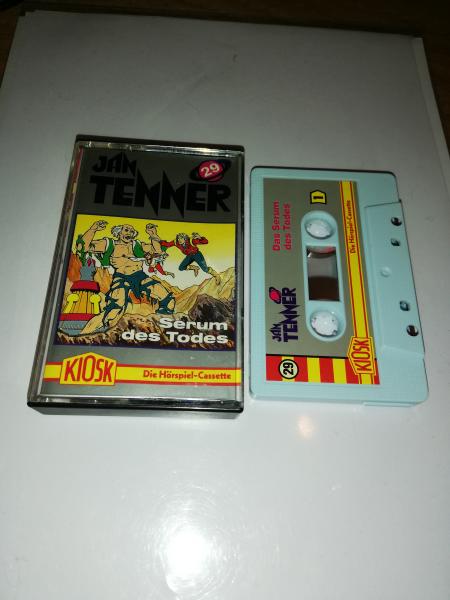 JAN
TENNER
29
Serum
des Todes
KIOSK
Die Hörspiel-Cassette
Das Serum
des Todes
1
JAN
TENNER
29
Die Hörspiel-Cassette
KIOSK